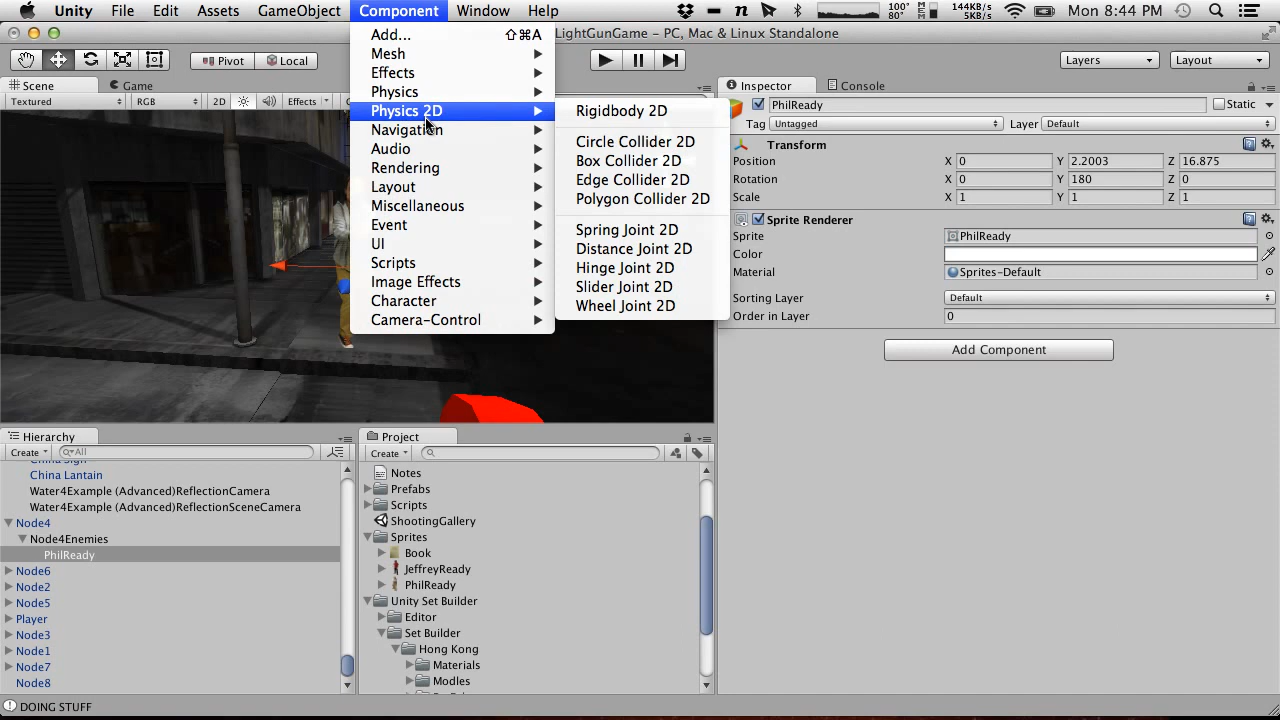 Unity File Edit Assets GameObject Component Window Help 100° 80° 144KB/s 5KB/s Mon 8:44 PM
LightGunGame – PC, Mac & Linux Standalone
Pivot Local Layers Layout
Scene Game
Textured RGB 2D Effects
Add... ⇧⌘A
Mesh
Effects
Physics
Physics 2D
Navigation
Audio
Rendering
Layout
Miscellaneous
Event
UI
Scripts
Image Effects
Character
Camera-Control
Rigidbody 2D
Circle Collider 2D
Box Collider 2D
Edge Collider 2D
Polygon Collider 2D
Spring Joint 2D
Distance Joint 2D
Hinge Joint 2D
Slider Joint 2D
Wheel Joint 2D
Inspector Console
PhilReady Static
Tag Untagged Layer Default
Transform
Position X 0 Y 2.2003 Z 16.875
Rotation X 0 Y 180 Z 0
Scale X 1 Y 1 Z 1
Sprite Renderer
Sprite PhilReady
Color
Material Sprites-Default
Sorting Layer Default
Order in Layer 0
Add Component
Hierarchy
Create All
China Sign
China Lantain
Water4Example (Advanced)ReflectionCamera
Water4Example (Advanced)ReflectionSceneCamera
Node4
Node4Enemies
PhilReady
Node6
Node2
Node5
Player
Node3
Node1
Node7
Node8
Project
Create
Notes
Prefabs
Scripts
ShootingGallery
Sprites
Book
JeffreyReady
PhilReady
Unity Set Builder
Editor
Set Builder
Hong Kong
Materials
Modles
DOING STUFF